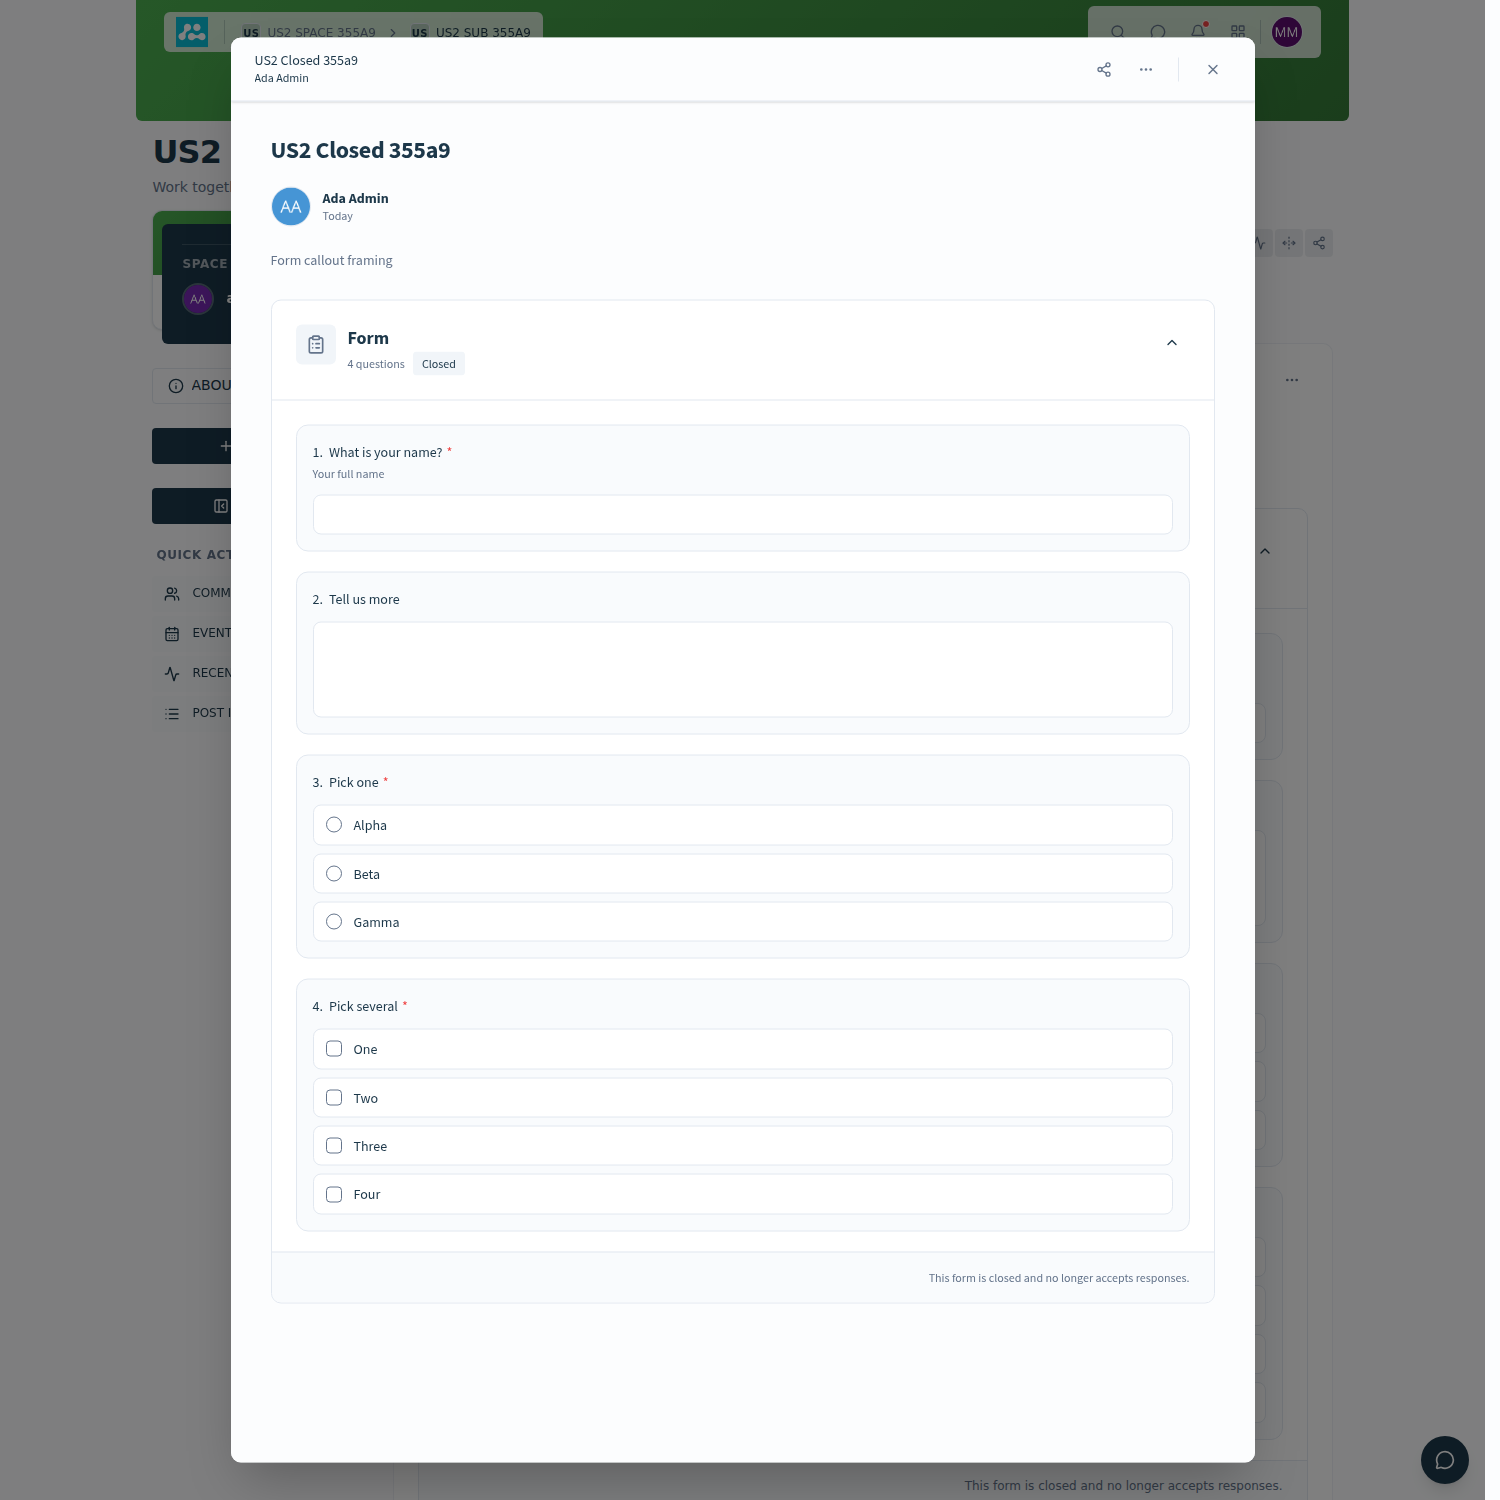 US US2 SPACE 355A9 > US US2 SUB 355A9
MM
US2 Closed 355a9
Ada Admin
US2
Work toget
US2 Closed 355a9
AA Ada Admin
Today
Form callout framing
SPACE
AA
Form
4 questions Closed
ABOU
1. What is your name? *
Your full name
QUICK ACT
COMM
EVENT
RECEN
POST
2. Tell us more
3. Pick one *
Alpha
Beta
Gamma
4. Pick several *
One
Two
Three
Four
This form is closed and no longer accepts responses.
This form is closed and no longer accepts responses.